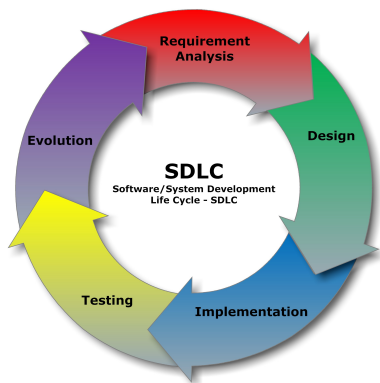 Requirement
Analysis
Design
Implementation
Testing
Evolution
SDLC
Software/System Development
Life Cycle - SDLC